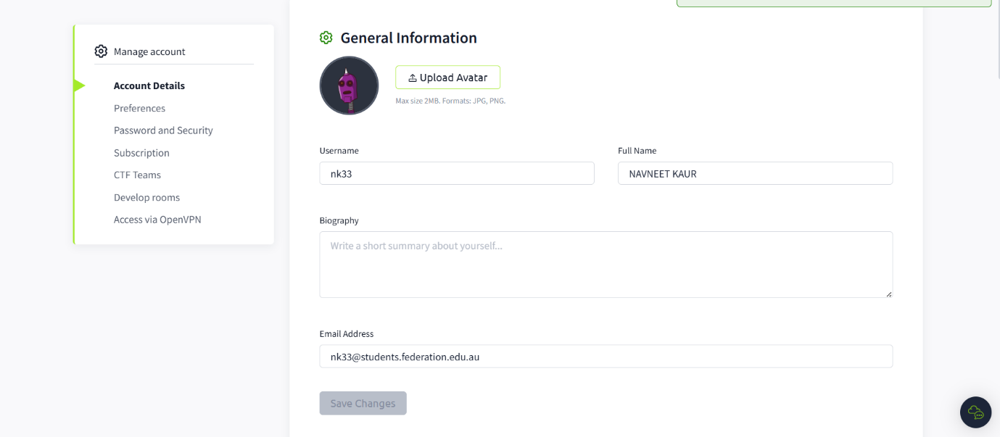 Manage account
Account Details
Preferences
Password and Security
Subscription
CTF Teams
Develop rooms
Access via OpenVPN
General Information
Upload Avatar
Max size 2MB. Formats: JPG, PNG.
Username
Full Name
nk33
NAVNEET KAUR
Biography
Write a short summary about yourself...
Email Address
nk33@students.federation.edu.au
Save Changes